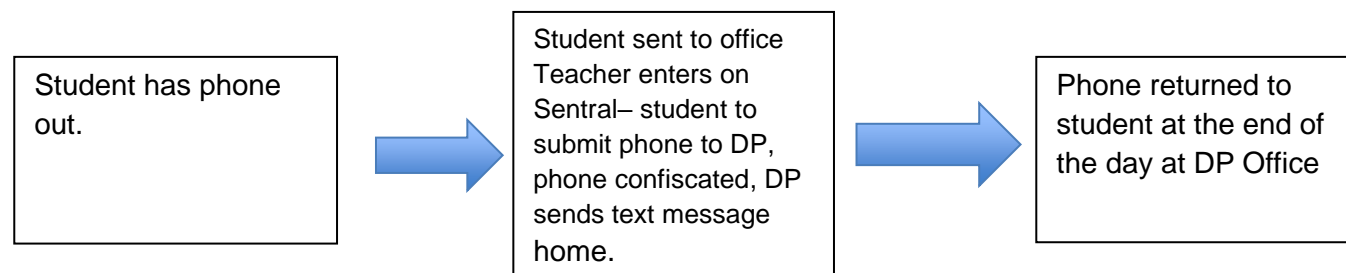 Student has phone
out.
Student sent to office
Teacher enters on
Sentral– student to
submit phone to DP,
phone confiscated, DP
sends text message
home.
Phone returned to
student at the end of
the day at DP Office